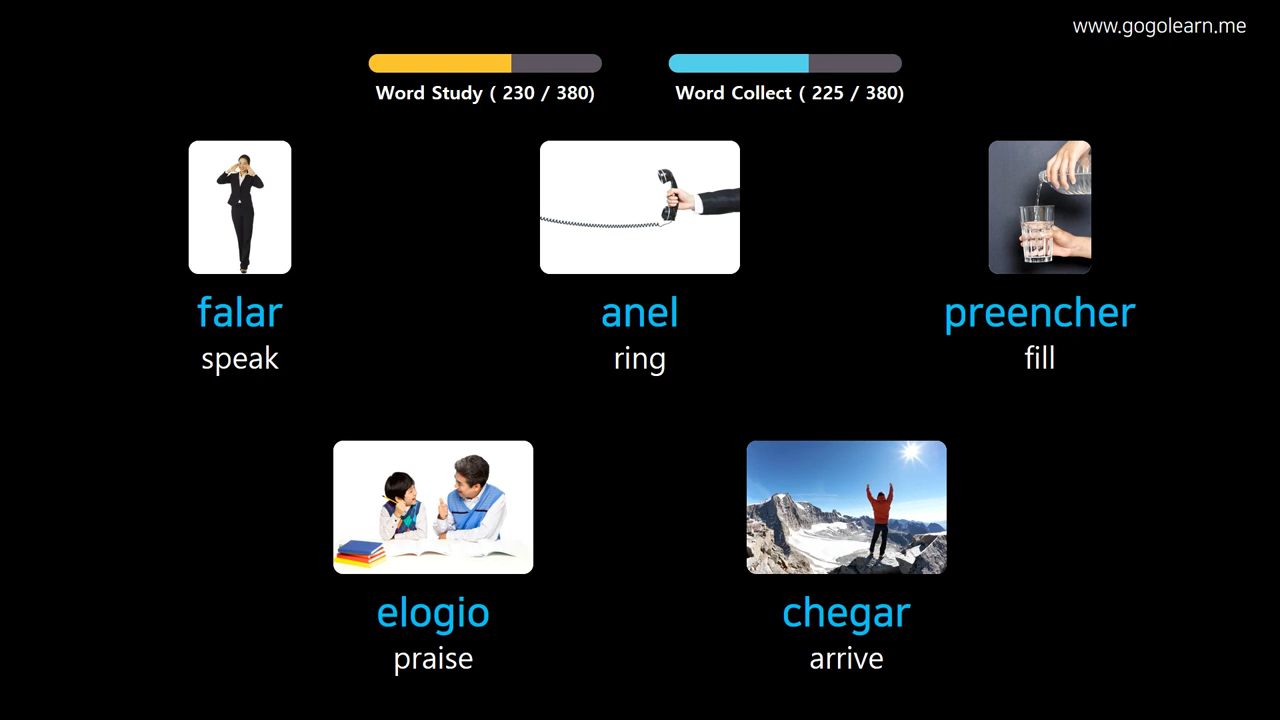 www.gogolearn.me
Word Study ( 230 / 380)
Word Collect ( 225 / 380)
falar
speak
anel
ring
preencher
fill
elogio
praise
chegar
arrive